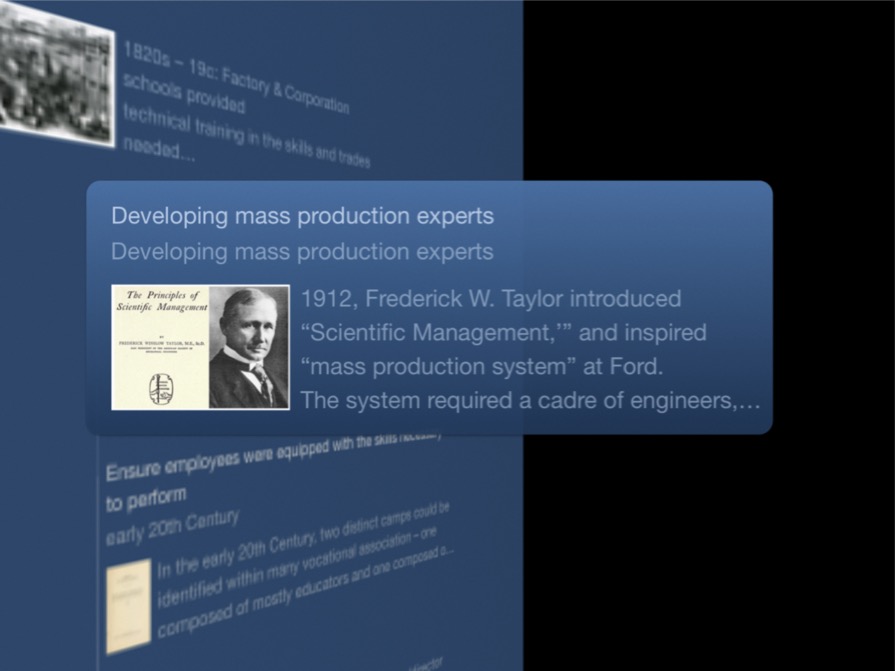 1820s – 19c: Factory & Corporation
schools provided
technical training in the skills and trades
needed...
Developing mass production experts
Developing mass production experts
The Principles of
Scientific Management
BY
FREDERICK WINSLOW TAYLOR, M.E., Sc.D.
1912, Frederick W. Taylor introduced
“Scientific Management,’” and inspired
“mass production system” at Ford.
The system required a cadre of engineers,…
Ensure employees were equipped with the skills necessary
to perform
early 20th Century
In the early 20th Century, two distinct camps could be
identified within many vocational association – one
composed of mostly educators and one composed o...
director